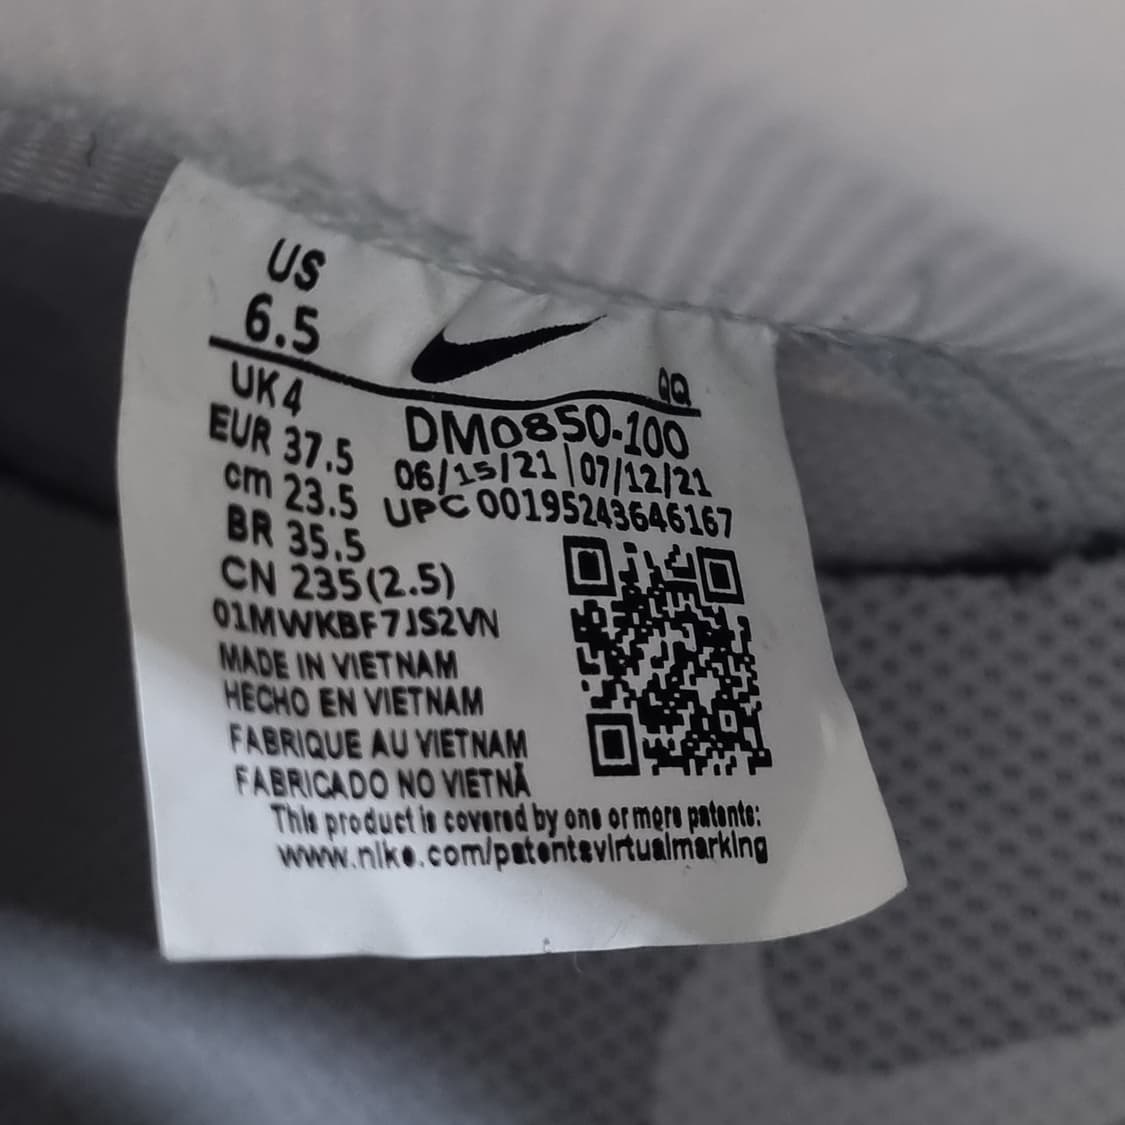 US
6.5
QQ
UK 4
EUR 37.5
cm 23.5
BR 35.5
CN 235(2.5)
DM0850-100
06/15/21 | 07/12/21
UPC 00195243646167
01MWKBF7JS2VN
MADE IN VIETNAM
HECHO EN VIETNAM
FABRIQUE AU VIETNAM
FABRICADO NO VIETNÃ
This product is covered by one or more patents:
www.nike.com/patentsvirtualmarking